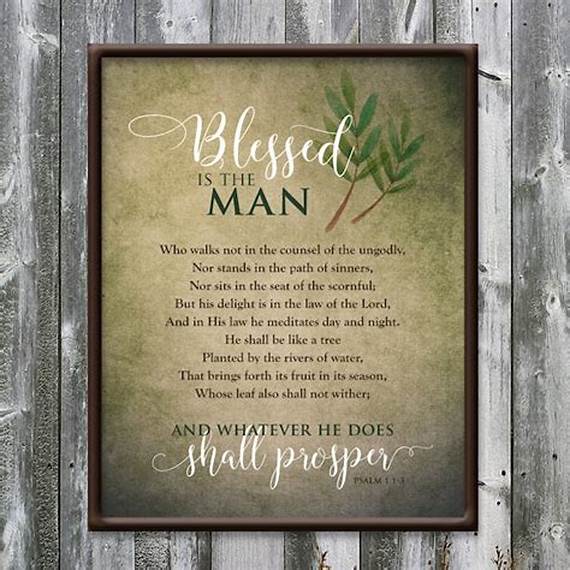 Blessed
IS THE
MAN
Who walks not in the counsel of the ungodly,
Nor stands in the path of sinners,
Nor sits in the seat of the scornful;
But his delight is in the law of the Lord,
And in His law he meditates day and night.
He shall be like a tree
Planted by the rivers of water,
That brings forth its fruit in its season,
Whose leaf also shall not wither;
AND WHATEVER HE DOES
shall prosper
PSALM 1:1-3